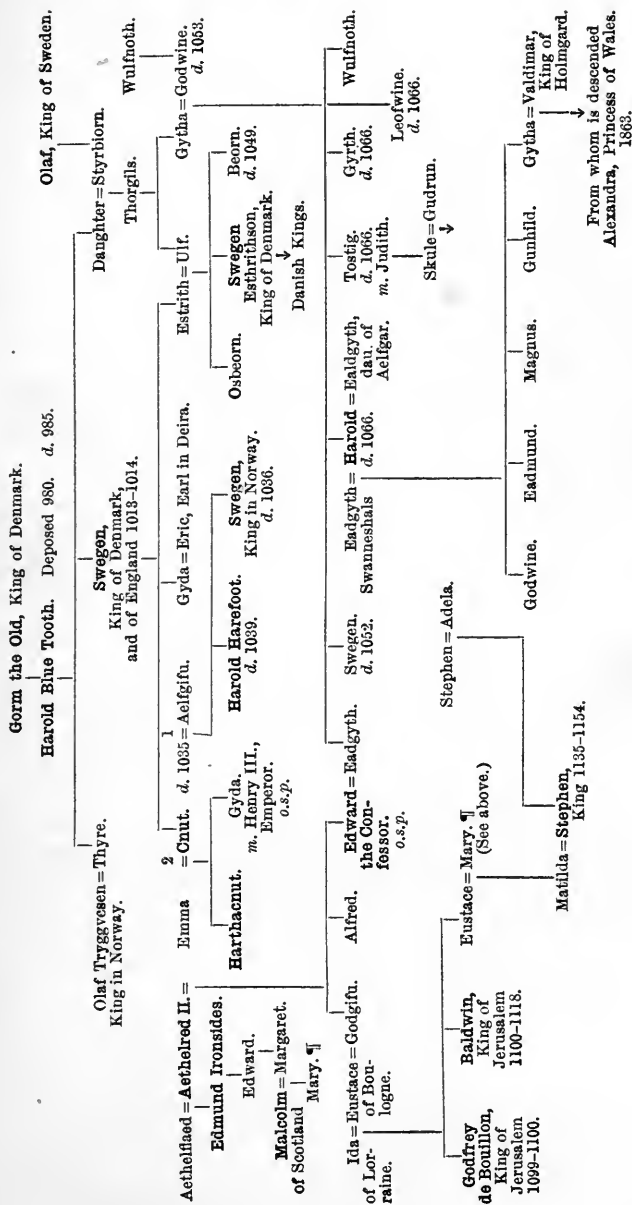 Gorm the Old, King of Denmark.
Harold Blue Tooth. Deposed 980. d. 985.
Olaf, King of Sweden.
Olaf Tryggvesen = Thyre.
King in Norway.
Swegen,
King of Denmark,
and of England 1013–1014.
Daughter = Styrbiorn.
Thorgils.
Wulfnoth.
Aethelflaed = Aethelred II. =
Emma
2
= Cnut. d. 1035 =
1
Aelfgifu.
Gyda = Eric, Earl in Deira.
Estrith = Ulf.
Gytha = Godwine.
d. 1053.
Edmund Ironsides.
Edward.
Malcolm = Margaret.
of Scotland
Mary. ¶
Harthacnut.
Gyda.
m. Henry III.,
Emperor.
o.s.p.
Harold Harefoot.
d. 1039.
Swegen,
King in Norway.
d. 1036.
Osbeorn.
Swegen
Esthrithson,
King of Denmark.
Danish Kings.
Beorn.
d. 1049.
Ida = Eustace = Godgifu.
of Lor-
raine.
of Bou-
logne.
Alfred.
Edward = Eadgyth.
the Con-
fessor.
o.s.p.
Swegen.
d. 1052.
Eadgyth = Harold = Ealdgyth,
Swanneshals
d. 1066.
dau. of
Aelfgar.
Tostig.
d. 1066.
m. Judith.
Skule = Gudrun.
Gyrth.
d. 1066.
Leofwine.
d. 1066.
Wulfnoth.
Godfrey
de Bouillon,
King of
Jerusalem
1099–1100.
Baldwin,
King of
Jerusalem
1100–1118.
Eustace = Mary. ¶
(See above.)
Stephen = Adela.
Matilda = Stephen,
King 1135–1154.
Godwine.
Eadmund.
Magnus.
Gunhild.
Gytha = Valdimar,
King of
Holmgard.
From whom is descended
Alexandra, Princess of Wales.
1863.